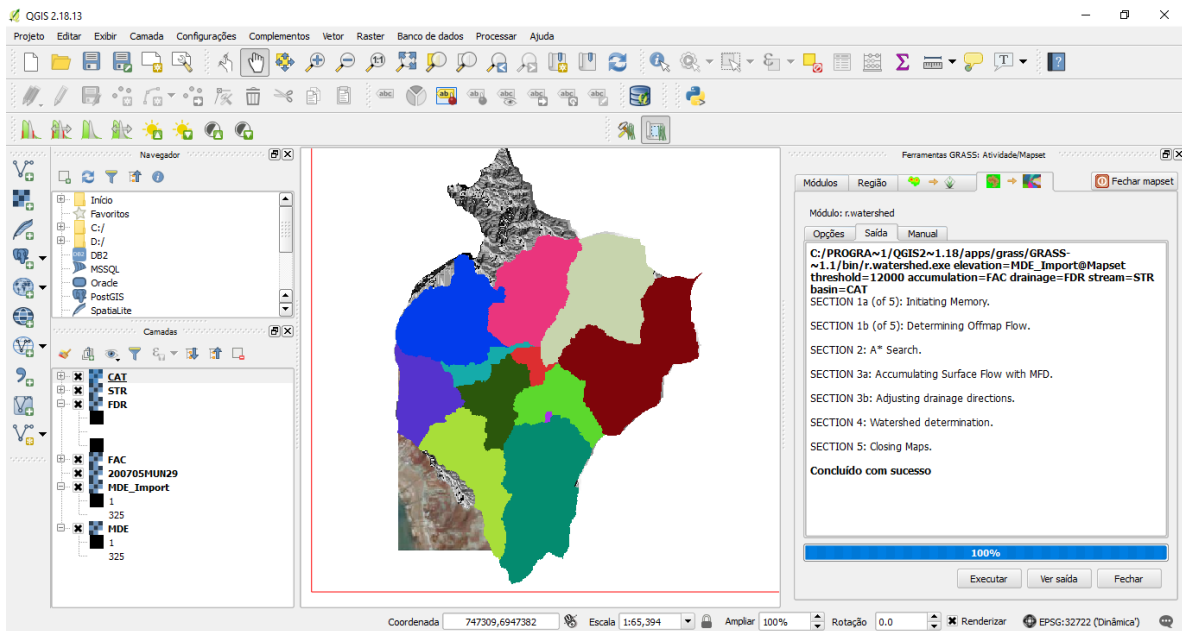 QGIS 2.18.13
Projeto Editar Exibir Camada Configurações Complementos Vetor Raster Banco de dados Processar Ajuda
Navegador
Início
Favoritos
C:/
D:/
DB2
MSSQL
Oracle
PostGIS
SpatiaLite
Camadas
CAT
STR
FDR
FAC
200705MUN29
MDE_Import
1
325
MDE
1
325
Ferramentas GRASS: Atividade/Mapset
Módulos Região Fechar mapset
Módulo: r.watershed
Opções Saída Manual
C:/PROGRA~1/QGIS2~1.18/apps/grass/GRASS-
~1.1/bin/r.watershed.exe elevation=MDE_Import@Mapset
threshold=12000 accumulation=FAC drainage=FDR stream=STR
basin=CAT
SECTION 1a (of 5): Initiating Memory.
SECTION 1b (of 5): Determining Offmap Flow.
SECTION 2: A* Search.
SECTION 3a: Accumulating Surface Flow with MFD.
SECTION 3b: Adjusting drainage directions.
SECTION 4: Watershed determination.
SECTION 5: Closing Maps.
Concluído com sucesso
100%
Executar Ver saída Fechar
Coordenada 747309,6947382 Escala 1:65,394 Ampliar 100% Rotação 0.0 Renderizar EPSG:32722 ('Dinâmica')